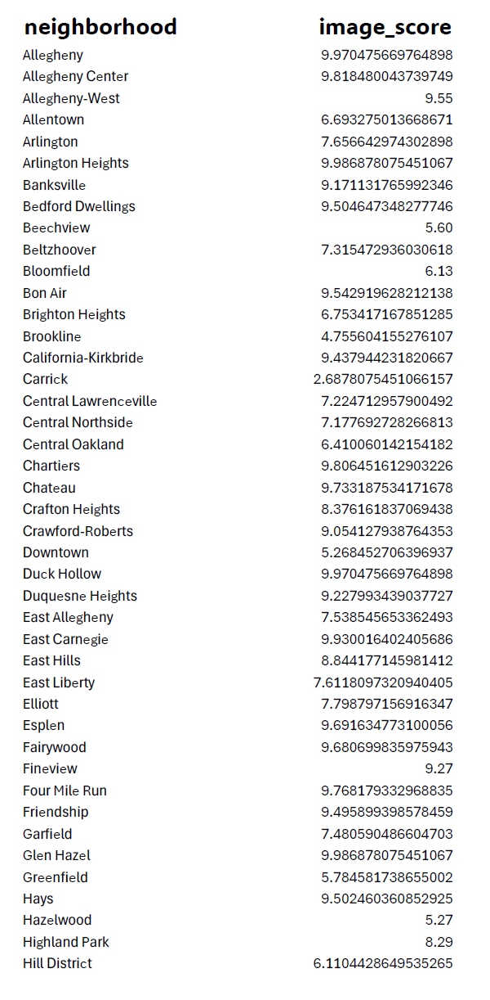 neighborhood image_score
Allegheny 9.970475669764898
Allegheny Center 9.818480043739749
Allegheny-West 9.55
Allentown 6.693275013668671
Arlington 7.656642974302898
Arlington Heights 9.986878075451067
Banksville 9.171131765992346
Bedford Dwellings 9.504647348277746
Beechview 5.60
Beltzhoover 7.315472936030618
Bloomfield 6.13
Bon Air 9.542919628212138
Brighton Heights 6.753417167851285
Brookline 4.755604155276107
California-Kirkbride 9.437944231820667
Carrick 2.6878075451066157
Central Lawrenceville 7.224712957900492
Central Northside 7.177692728266813
Central Oakland 6.410060142154182
Chartiers 9.806451612903226
Chateau 9.733187534171678
Crafton Heights 8.376161837069438
Crawford-Roberts 9.054127938764353
Downtown 5.268452706396937
Duck Hollow 9.970475669764898
Duquesne Heights 9.227993439037727
East Allegheny 7.538545653362493
East Carnegie 9.930016402405686
East Hills 8.844177145981412
East Liberty 7.6118097320940405
Elliott 7.798797156916347
Esplen 9.691634773100056
Fairywood 9.680699835975943
Fineview 9.27
Four Mile Run 9.768179332968835
Friendship 9.495899398578459
Garfield 7.480590486604703
Glen Hazel 9.986878075451067
Greenfield 5.784581738655002
Hays 9.502460360852925
Hazelwood 5.27
Highland Park 8.29
Hill District 6.1104428649535265